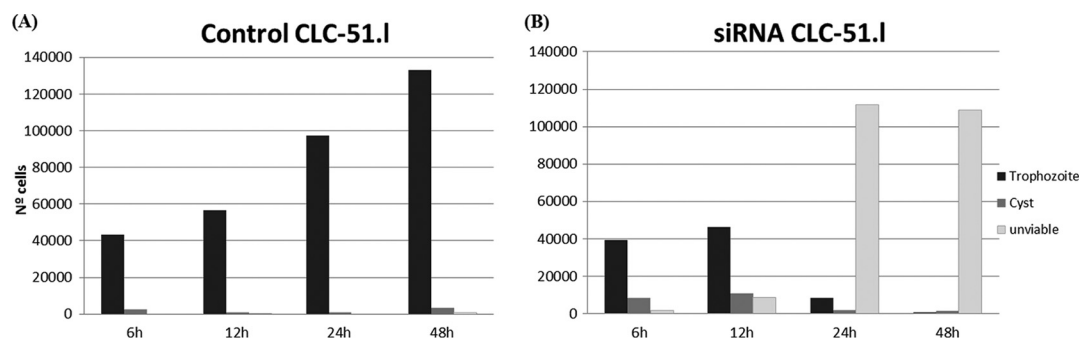 (A)
Control CLC-51.l
140000
120000
100000
80000
60000
40000
20000
0
Nº cells
6h
12h
24h
48h
(B)
siRNA CLC-51.l
140000
120000
100000
80000
60000
40000
20000
0
6h
12h
24h
48h
Trophozoite
Cyst
unviable